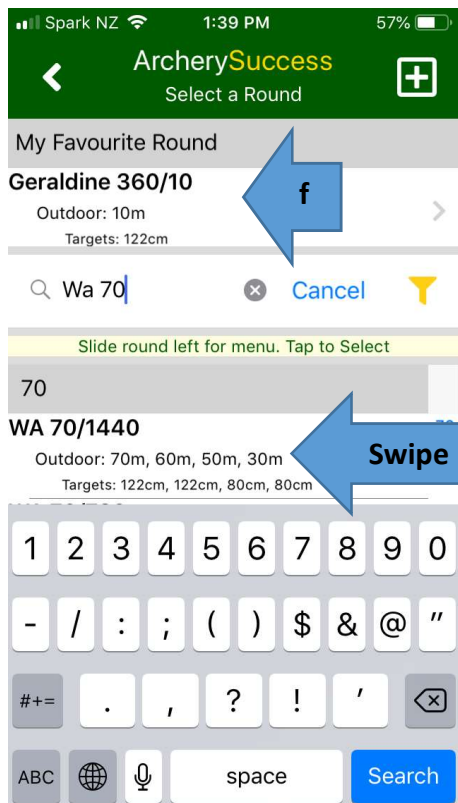 Spark NZ 1:39 PM 57%
ArcherySuccess
Select a Round
My Favourite Round
Geraldine 360/10
f
Outdoor: 10m
Targets: 122cm
Wa 70 Cancel
Slide round left for menu. Tap to Select
70
WA 70/1440
Outdoor: 70m, 60m, 50m, 30m
Swipe
Targets: 122cm, 122cm, 80cm, 80cm
1 2 3 4 5 6 7 8 9 0
- / : ; ( ) $ & @ "
#+= . , ? ! '
ABC space Search